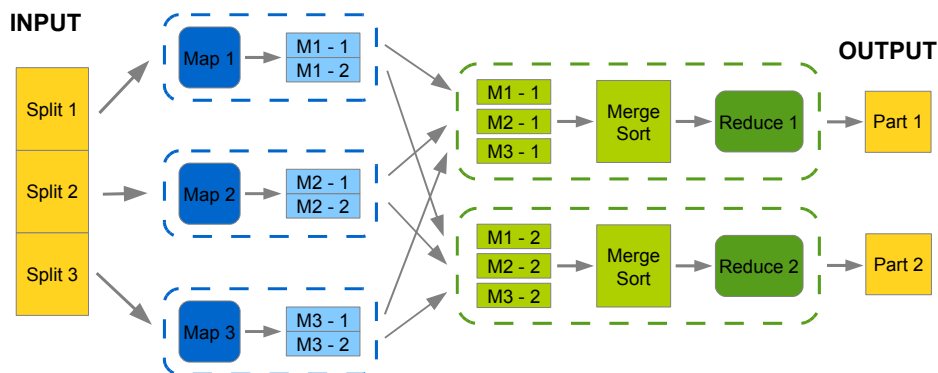 INPUT
Split 1
Split 2
Split 3
Map 1
M1 - 1
M1 - 2
Map 2
M2 - 1
M2 - 2
Map 3
M3 - 1
M3 - 2
M1 - 1
M2 - 1
M3 - 1
Merge
Sort
Reduce 1
M1 - 2
M2 - 2
M3 - 2
Merge
Sort
Reduce 2
OUTPUT
Part 1
Part 2